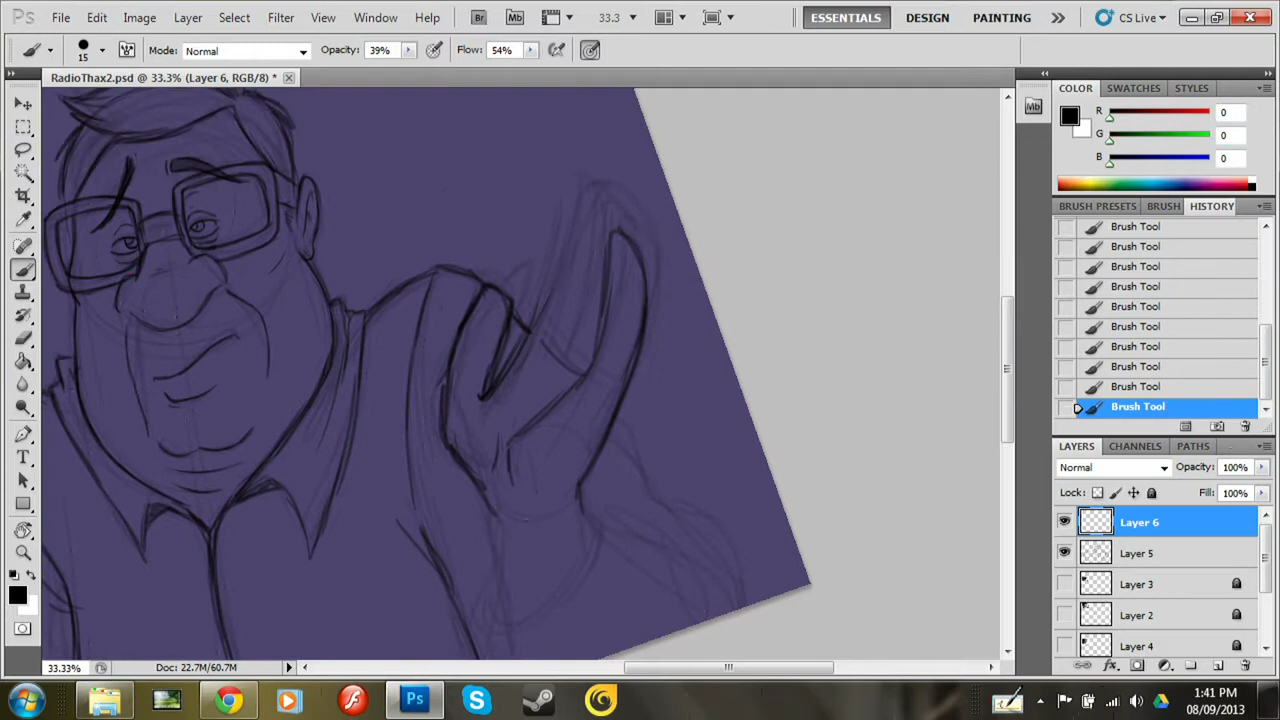 Ps File Edit Image Layer Select Filter View Window Help Br Mb 33.3 ESSENTIALS DESIGN PAINTING CS Live
15 Mode: Normal Opacity: 39% Flow: 54%
RadioThax2.psd @ 33.3% (Layer 6, RGB/8) *
Mb
COLOR SWATCHES STYLES
R 0
G 0
B 0
BRUSH PRESETS BRUSH HISTORY
Brush Tool
Brush Tool
Brush Tool
Brush Tool
Brush Tool
Brush Tool
Brush Tool
Brush Tool
Brush Tool
Brush Tool
LAYERS CHANNELS PATHS
Normal Opacity: 100%
Lock: Fill: 100%
Layer 6
Layer 5
Layer 3
Layer 2
Layer 4
fx
33.33% Doc: 22.7M/60.7M
Ps
1:41 PM
08/09/2013